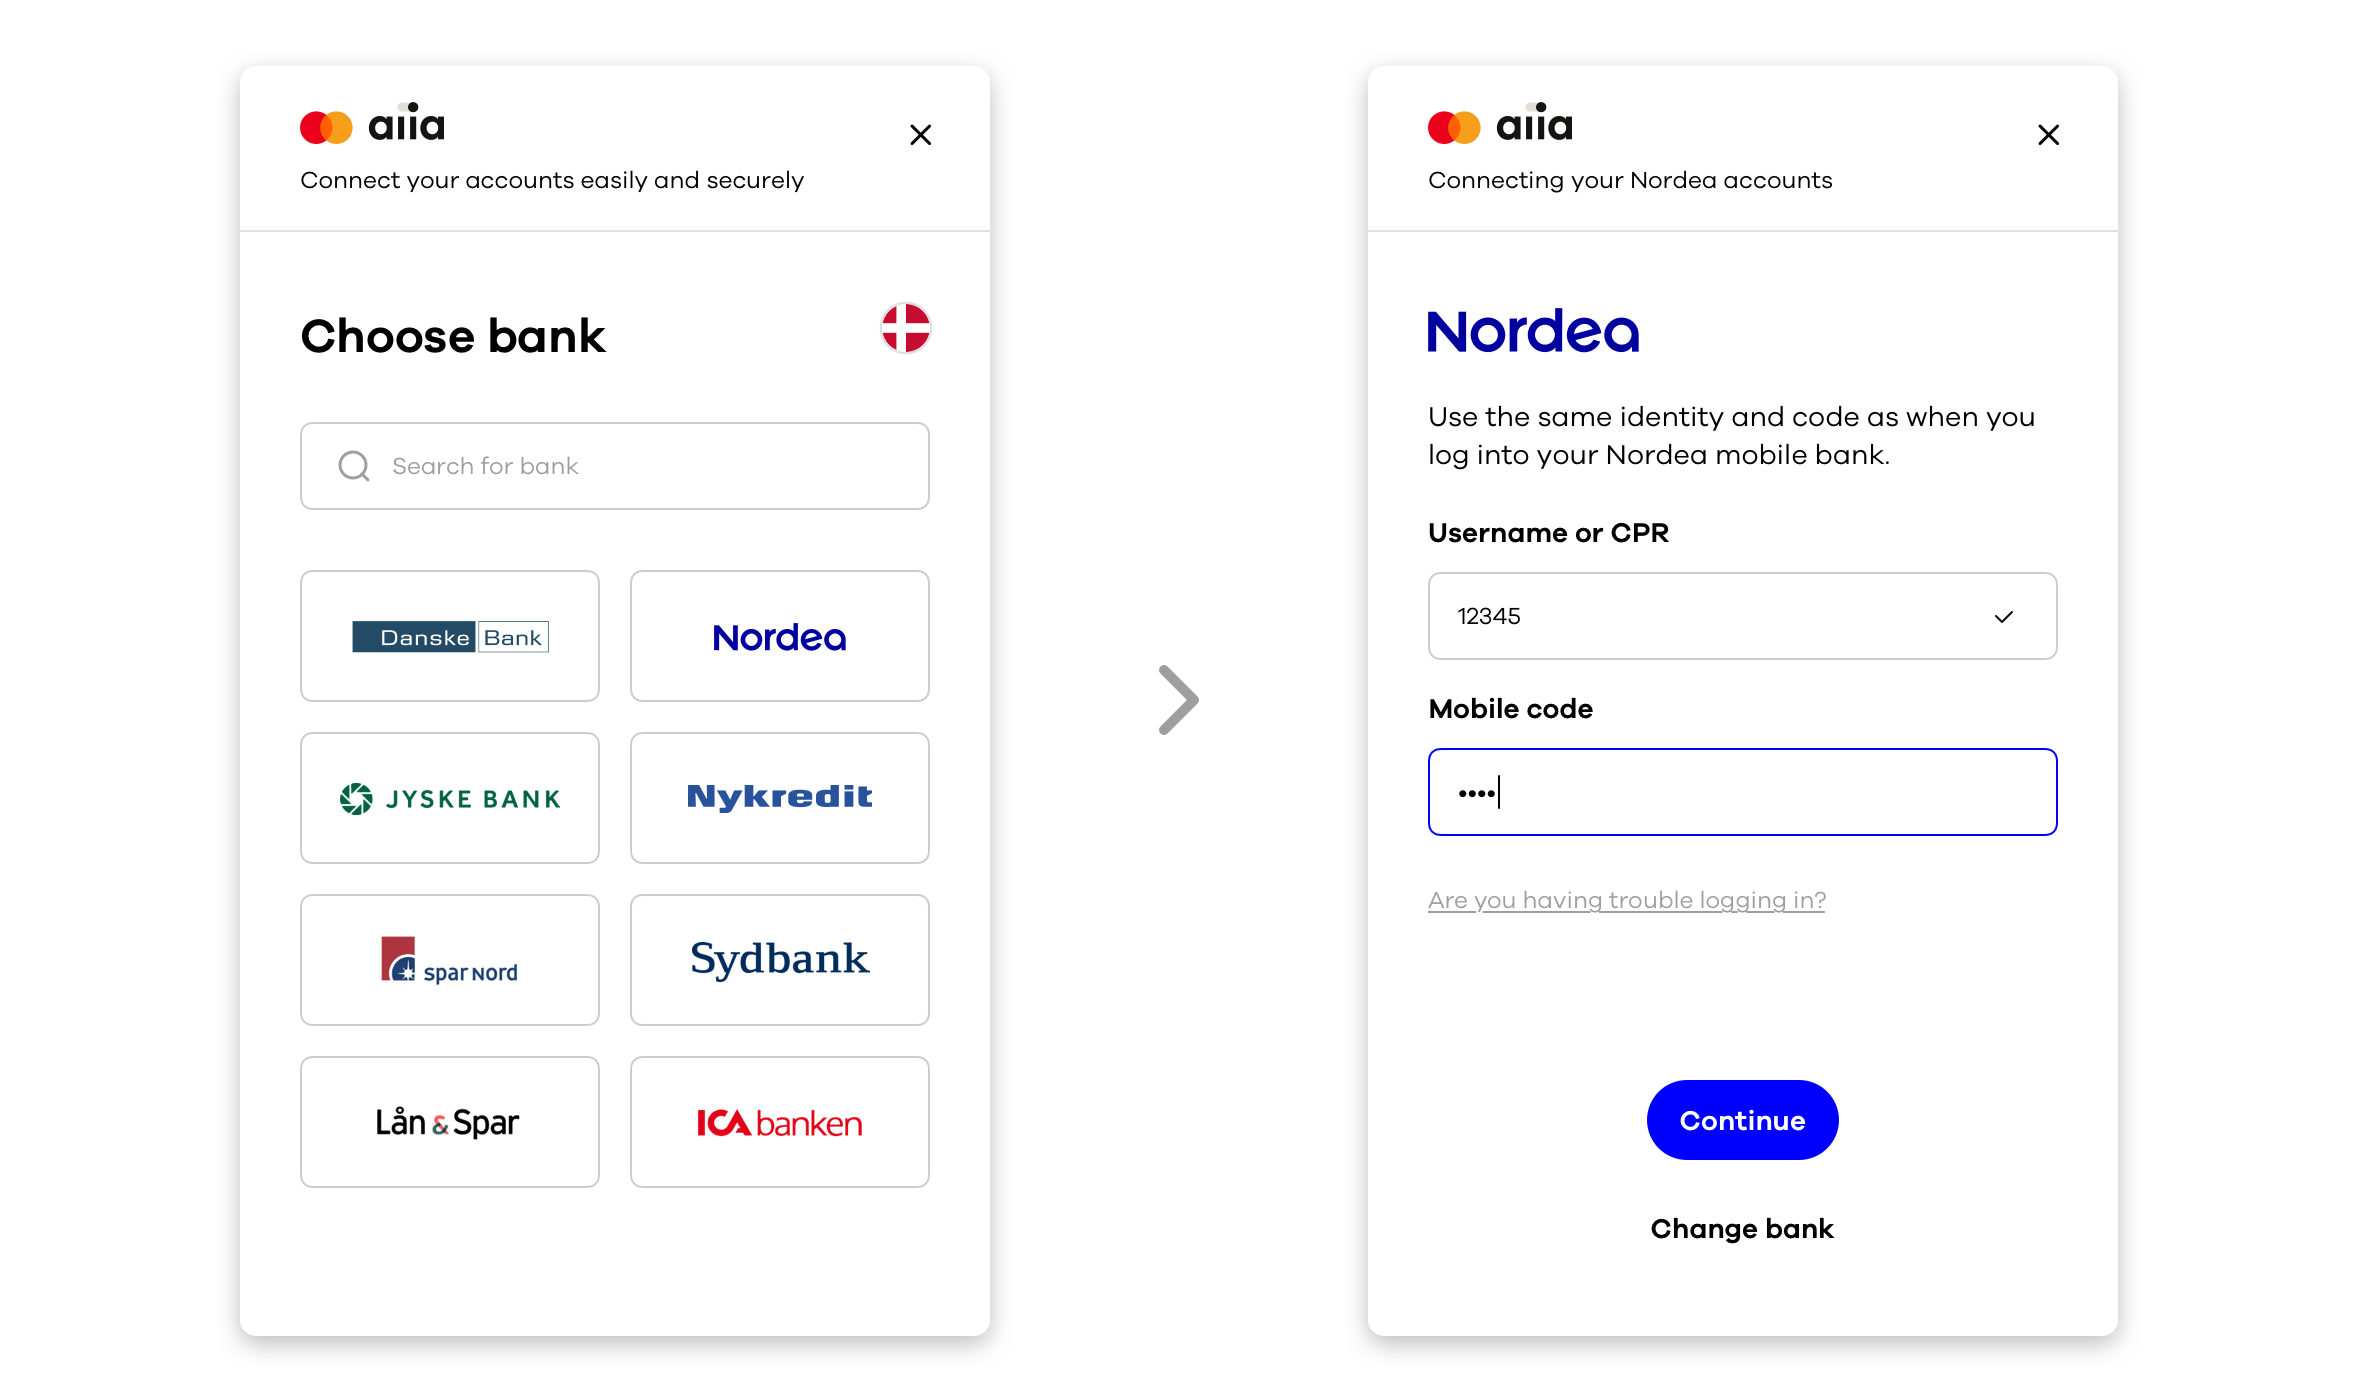 aiia
Connect your accounts easily and securely
Choose bank
Search for bank
Danske Bank
Nordea
JYSKE BANK
Nykredit
spar nord
Sydbank
Lån & Spar
ICA banken
aiia
Connecting your Nordea accounts
Nordea
Use the same identity and code as when you
log into your Nordea mobile bank.
Username or CPR
12345
Mobile code
••••
Are you having trouble logging in?
Continue
Change bank